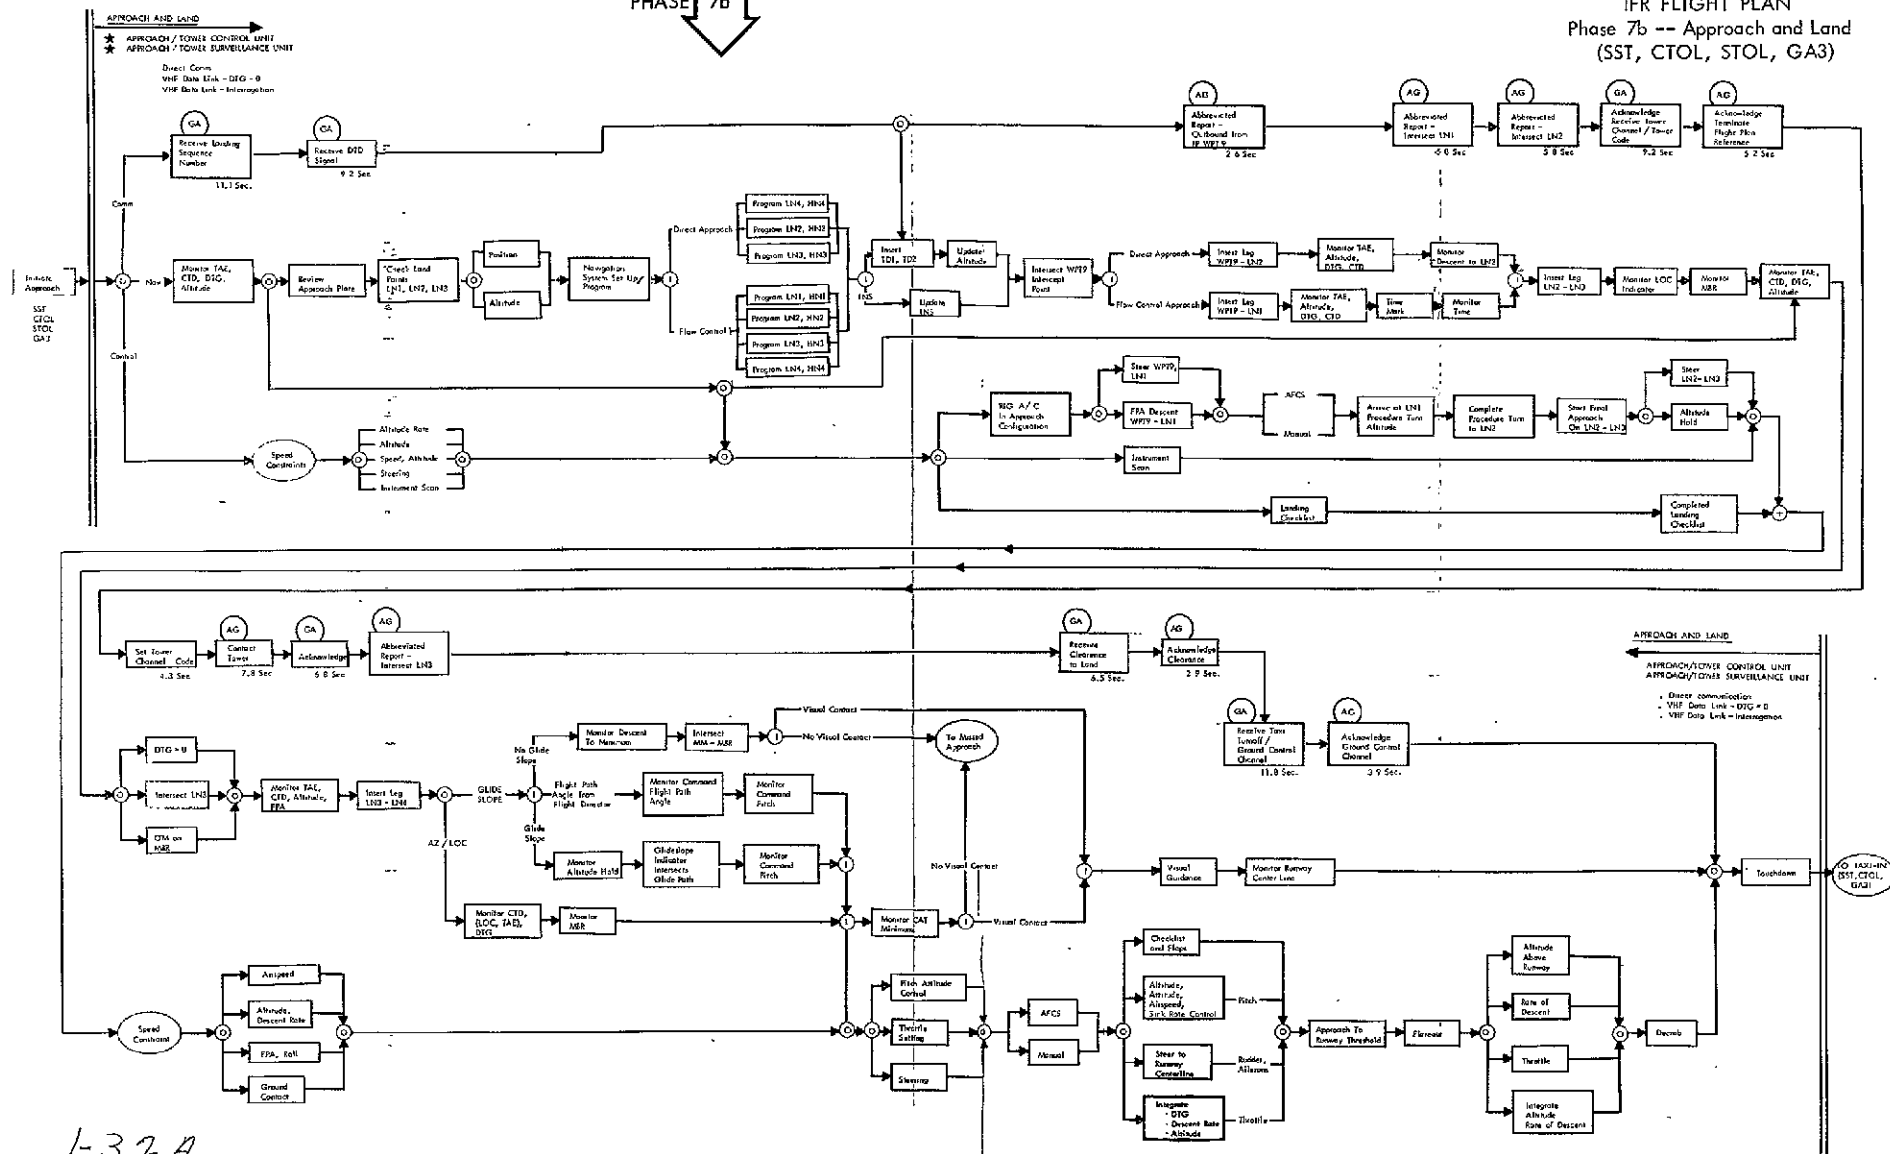 PHASE 7b
IFR FLIGHT PLAN
Phase 7b -- Approach and Land
(SST, CTOL, STOL, GA3)
APPROACH AND LAND
★ APPROACH / TOWER CONTROL UNIT
★ APPROACH / TOWER SURVEILLANCE UNIT
Direct Comm
VHF Data Link - DTG - 0
VHF Data Link - Interrogation
GA
Receive Landing
Sequence
Number
11.1 Sec.
GA
Receive DTD
Signal
9.2 Sec
AG
Abbreviated
Report -
Outbound from
WPT9
2.6 Sec
AG
Abbreviated
Report -
Intersect LN1
Sec
AG
Abbreviated
Report -
Intersect LN2
5.8 Sec
GA
Acknowledge
Receive Tower
Channel / Tower
Code
9.2 Sec
AG
Acknowledge
Terminate
Flight Plan
Reference
5.2 Sec
Comm
Initiate
Approach
SST
CTOL
STOL
GA3
Nav
Monitor TAE,
CTD, DTG,
Altitude
Review
Approach Plate
Check Land
Points
LN1, LN2, LN3
Position
Altitude
Navigation
System Set Up/
Program
Direct Approach
Program LN4, HN4
Program LN2, HN2
Program LN3, HN3
Flow Control
Program LN1, HN1
Program LN2, HN2
Program LN3, HN3
Program LN4, HN4
Insert
TD1, TD2
Update
Altitude
INS
Update
INS
Intersect WPT9
Intercept
Point
Direct Approach
Insert Leg
WPT9 - LN2
Monitor TAE,
Altitude,
DTG, CTD
Monitor
Descent to LN2
Flow Control Approach
Insert Leg
WPT9 - LN1
Monitor TAE,
Altitude,
DTG, CTD
Time
Mark
Monitor
Time
Insert Leg
LN2 - LN3
Monitor LOC
Indicator
Monitor
MBR
Monitor TAE,
CTD, DTG,
Altitude
Control
Speed
Constraints
Altitude Rate
Altitude
Speed, Altitude
Steering
Instrument Scan
A/C
In Approach
Configuration
Steer WPT9,
LN1
FPA Descent
WPT9 - LN1
AFCS
Manual
Arrive at LN1
Procedure Turn
Altitude
Complete
Procedure Turn
to LN2
Start Final
Approach
On LN2 - LN3
Steer
LN2- LN3
Altitude
Hold
Instrument
Scan
Landing
Checklist
Completed
Landing
Checklist
Set Tower
Channel Code
4.3 Sec
AG
Contact
Tower
7.8 Sec
GA
Acknowledge
6.8 Sec
AG
Abbreviated
Report -
Intersect LN3
GA
Receive
Clearance
to Land
6.5 Sec.
AG
Acknowledge
Clearance
2.9 Sec.
GA
Receive Taxi
Turnoff /
Ground Control
Channel
11.8 Sec.
AG
Acknowledge
Ground Control
Channel
3.9 Sec.
APPROACH AND LAND
APPROACH/TOWER CONTROL UNIT
APPROACH/TOWER SURVEILLANCE UNIT
. Direct communication
. VHF Data Link - DTG = 0
. VHF Data Link - Interrogation
DTG = 0
Intersect LN3
on
MBR
Monitor TAE,
CTD, Altitude,
FPA
Insert Leg
LN3 - LN4
GLIDE
SLOPE
AZ / LOC
No Glide
Slope
Monitor Descent
To Minimum
Intersect
MM - MBR
Visual Contact
No Visual Contact
To Missed
Approach
Flight Path
Angle from
Flight Director
Monitor Command
Flight Path
Angle
Monitor
Command
Pitch
Glide
Slope
Monitor
Altitude Hold
Glideslope
Indicator
Intersects
Glide Path
Monitor
Command
Pitch
Monitor CTD,
(LOC, TAE),
DTG
Monitor
MBR
Monitor CAT
Minimum
No Visual Contact
Visual Contact
Visual
Guidance
Monitor Runway
Center Line
Touchdown
TO TAXI-IN
(SST, CTOL,
GA3)
Speed
Constraint
Airspeed
Altitude,
Descent Rate
FPA, Roll
Ground
Contact
Pitch Attitude
Control
Throttle
Setting
Steering
AFCS
Manual
Checklist
and Flaps
Altitude,
Attitude,
Airspeed,
Sink Rate Control
Pitch
Steer to
Runway
Centerline
Rudder,
Ailerons
Integrate
- DTG
- Descent Rate
- Altitude
Throttle
Approach To
Runway Threshold
Flareout
Altitude
Above
Runway
Rate of
Descent
Throttle
Integrate
Altitude
Rate of Descent
Decrab
1-32A